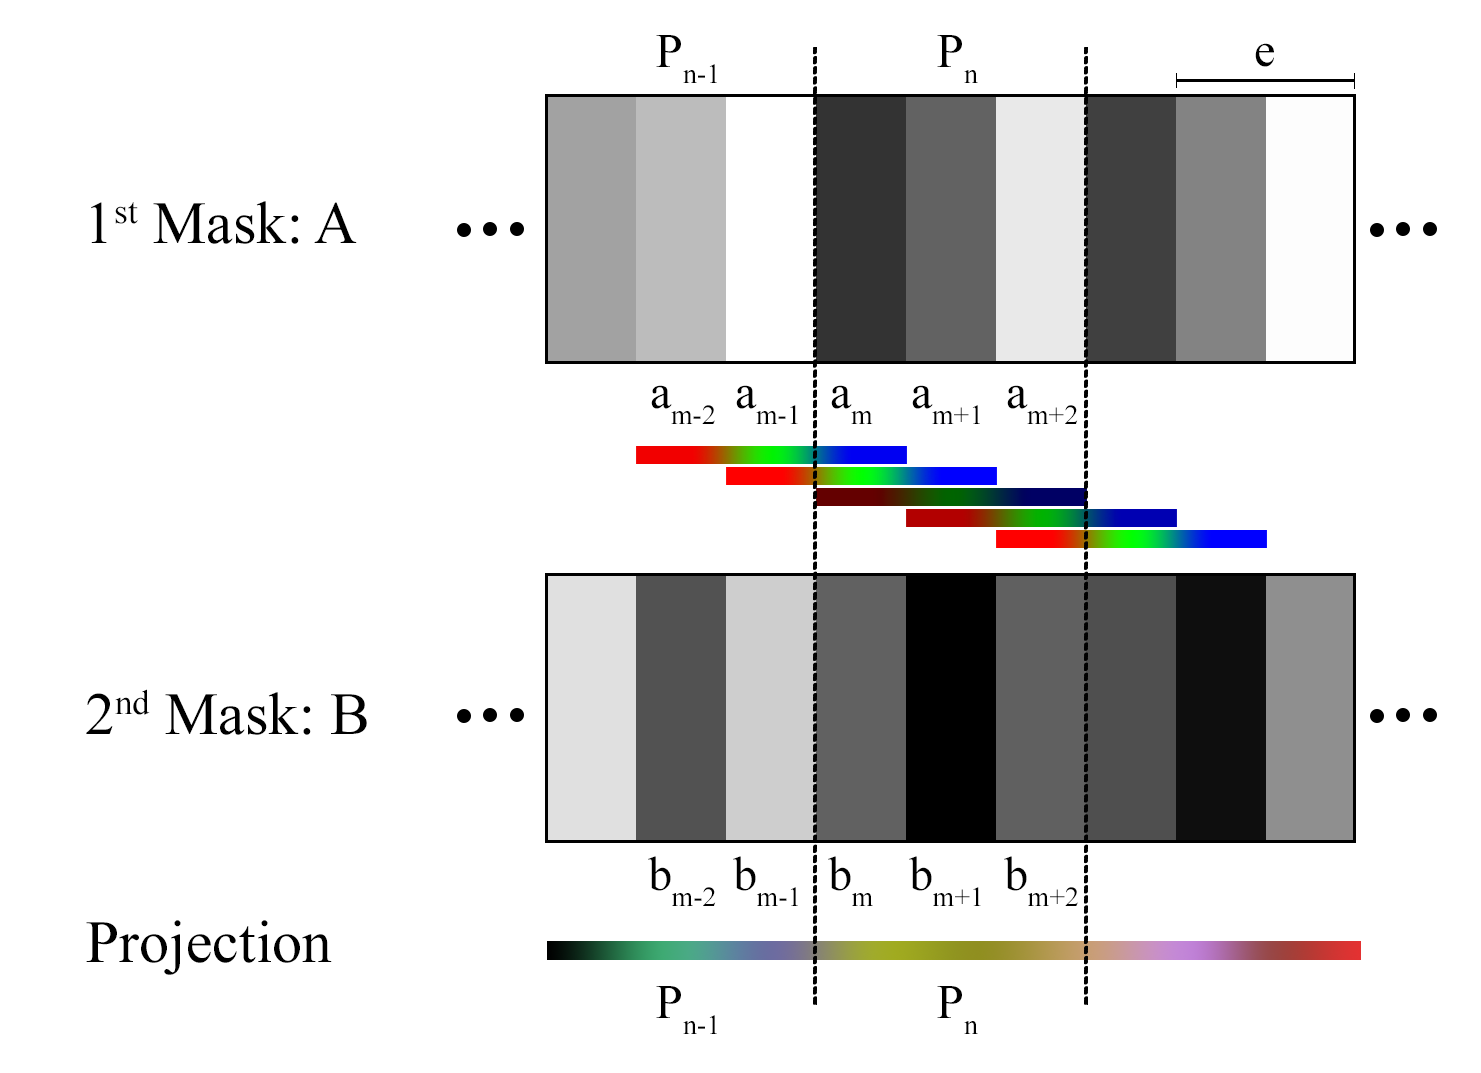 P n-1 P n e
1st Mask: A
a m-2 a m-1 a m a m+1 a m+2
2nd Mask: B
b m-2 b m-1 b m b m+1 b m+2
Projection
P n-1 P n